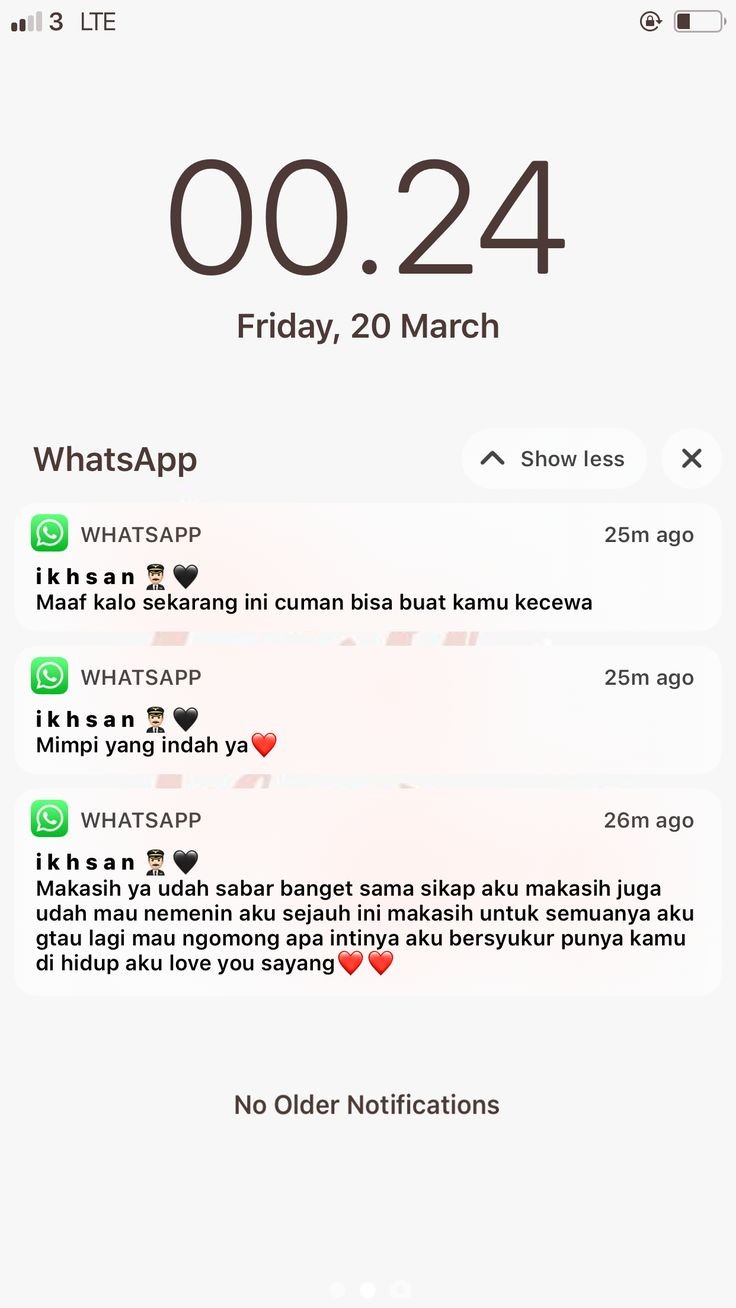 3 LTE
00.24
Friday, 20 March
WhatsApp
Show less
WHATSAPP 25m ago
i k h s a n 👨🏻‍✈️🖤
Maaf kalo sekarang ini cuman bisa buat kamu kecewa
WHATSAPP 25m ago
i k h s a n 👨🏻‍✈️🖤
Mimpi yang indah ya❤️
WHATSAPP 26m ago
i k h s a n 👨🏻‍✈️🖤
Makasih ya udah sabar banget sama sikap aku makasih juga
udah mau nemenin aku sejauh ini makasih untuk semuanya aku
gtau lagi mau ngomong apa intinya aku bersyukur punya kamu
di hidup aku love you sayang❤️❤️
No Older Notifications